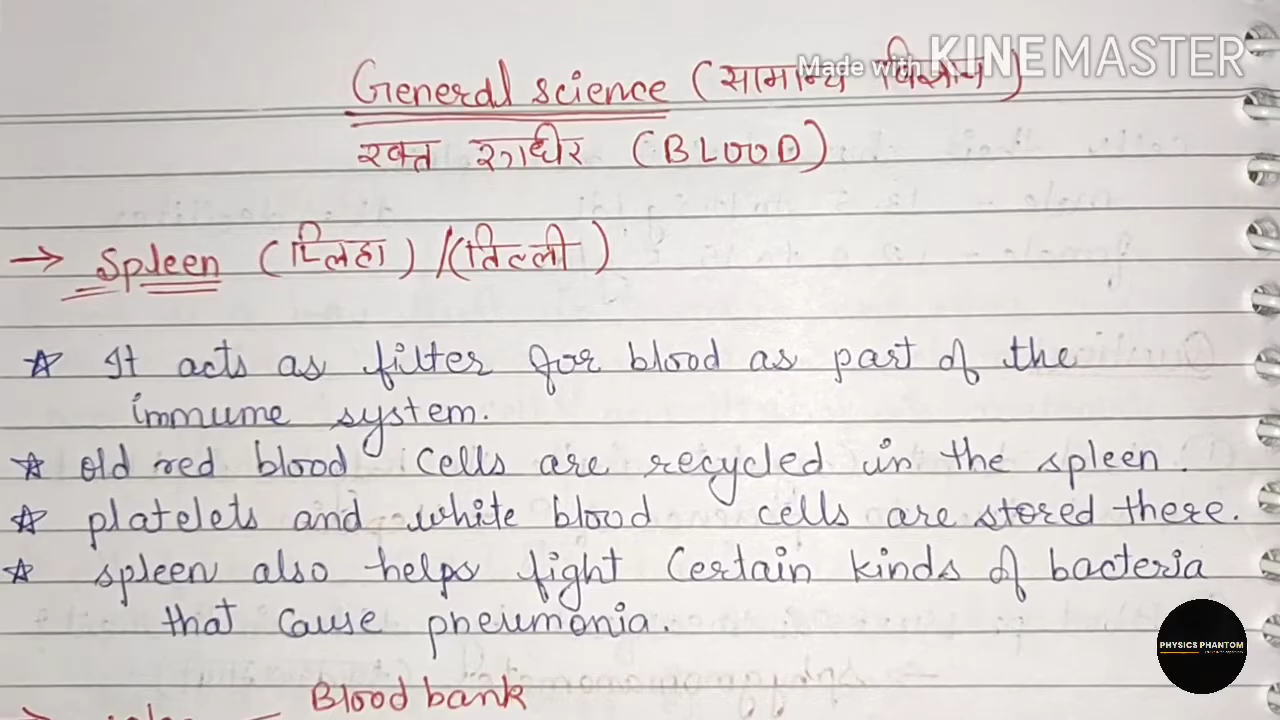 Made with KINEMASTER
General science (सामान्य विज्ञान)
रक्त (BLOOD)
→ Spleen (प्लिहा) / (तिल्ली)
☆ It acts as filter for blood as part of the
immume system.
☆ old red blood cells are recycled in the spleen.
☆ platelets and white blood cells are stored there.
☆ spleen also helps fight certain kinds of bacteria
that cause pneumonia.
PHYSICS PHANTOM
Blood bank